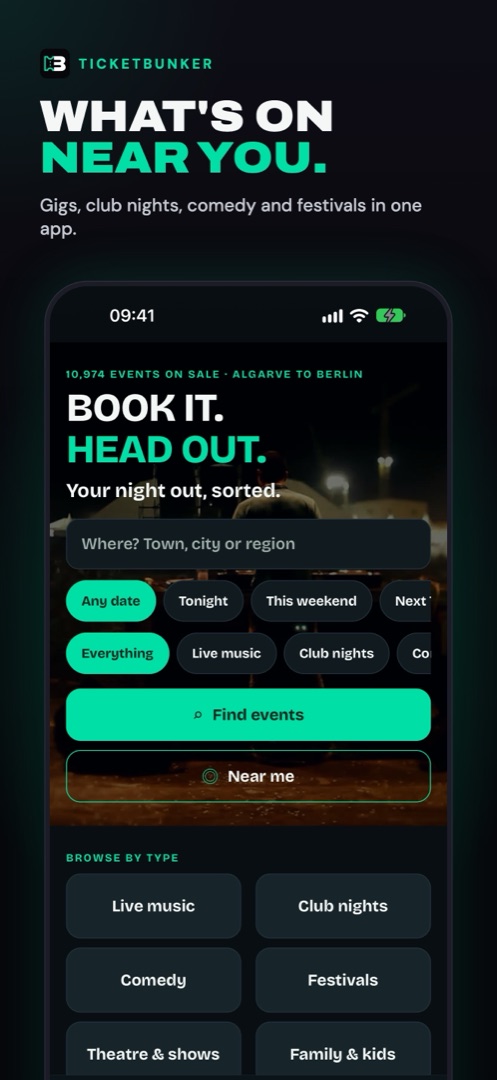 TICKETBUNKER
WHAT'S ON
NEAR YOU.
Gigs, club nights, comedy and festivals in one
app.
09:41
10,974 EVENTS ON SALE · ALGARVE TO BERLIN
BOOK IT.
HEAD OUT.
Your night out, sorted.
Where? Town, city or region
Any date Tonight This weekend Next
Everything Live music Club nights Co
Find events
Near me
BROWSE BY TYPE
Live music Club nights
Comedy Festivals
Theatre & shows Family & kids